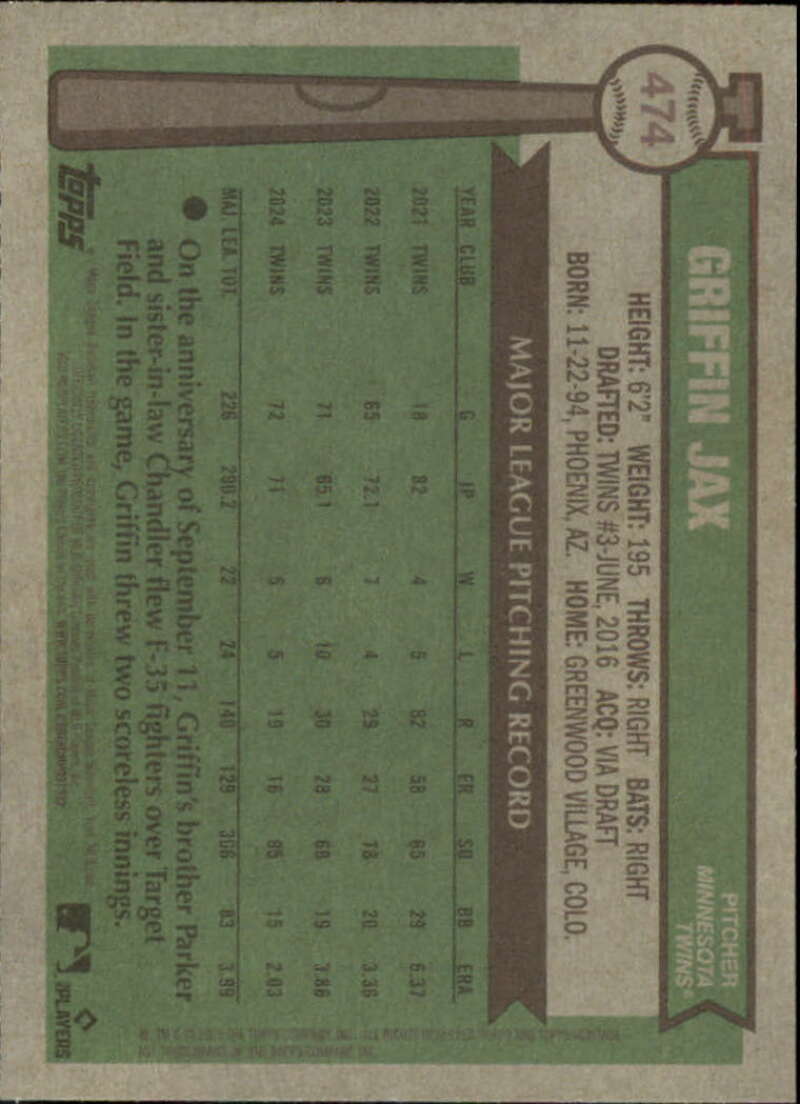 474
GRIFFIN JAX
PITCHER
MINNESOTA
TWINS®
HEIGHT: 6'2" WEIGHT: 195 THROWS: RIGHT BATS: RIGHT
DRAFTED: TWINS #3-JUNE, 2016 ACQ: VIA DRAFT
BORN: 11-22-94, PHOENIX, AZ. HOME: GREENWOOD VILLAGE, COLO.
MAJOR LEAGUE PITCHING RECORD
YEAR CLUB G IP W L R ER SO BB ERA
2021 TWINS 18 82 4 5 62 58 65 29 6.37
2022 TWINS 65 72.1 7 4 29 27 78 20 3.36
2023 TWINS 71 65.1 6 10 30 28 68 19 3.86
2024 TWINS 72 71 5 5 19 16 95 15 2.03
MAJ. LEA. TOT. 226 290.2 22 24 140 129 306 83 3.99
● On the anniversary of September 11, Griffin's brother Parker
and sister-in-law Chandler flew F-35 fighters over Target
Field. In the game, Griffin threw two scoreless innings.
topps
PLAYERS